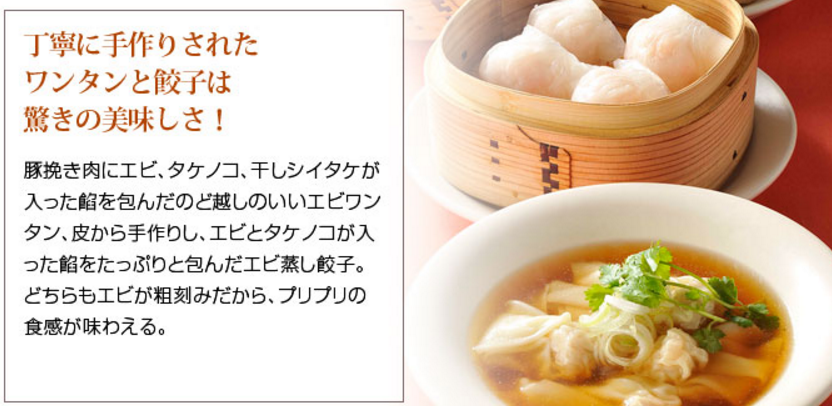 丁寧に手作りされた
ワンタンと餃子は
驚きの美味しさ！
豚挽き肉にエビ、タケノコ、干しシイタケが
入った餡を包んだのど越しのいいエビワン
タン、皮から手作りし、エビとタケノコが入
った餡をたっぷりと包んだエビ蒸し餃子。
どちらもエビが粗刻みだから、プリプリの
食感が味わえる。